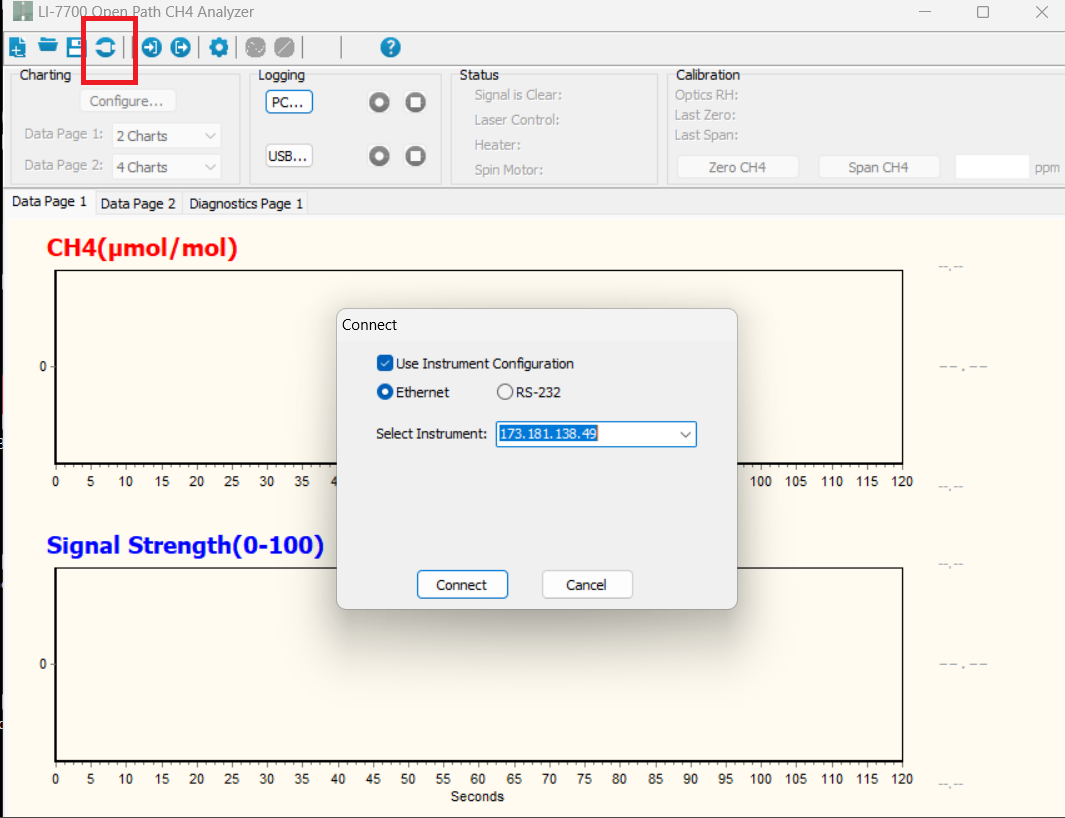 LI-7700 Open Path CH4 Analyzer
Charting
Configure...
Data Page 1: 2 Charts
Data Page 2: 4 Charts
Logging
PC...
USB...
Status
Signal is Clear:
Laser Control:
Heater:
Spin Motor:
Calibration
Optics RH:
Last Zero:
Last Span:
Zero CH4 Span CH4 ppm
Data Page 1 Data Page 2 Diagnostics Page 1
CH4(µmol/mol)
--.--
0 --.--
0 5 10 15 20 25 30 35 4 100 105 110 115 120
--.--
Connect
Use Instrument Configuration
Ethernet RS-232
Select Instrument: 173.181.138.49
Connect Cancel
Signal Strength(0-100)
--.--
0 --.--
0 5 10 15 20 25 30 35 40 45 50 55 60 65 70 75 80 85 90 95 100 105 110 115 120
--.--
Seconds